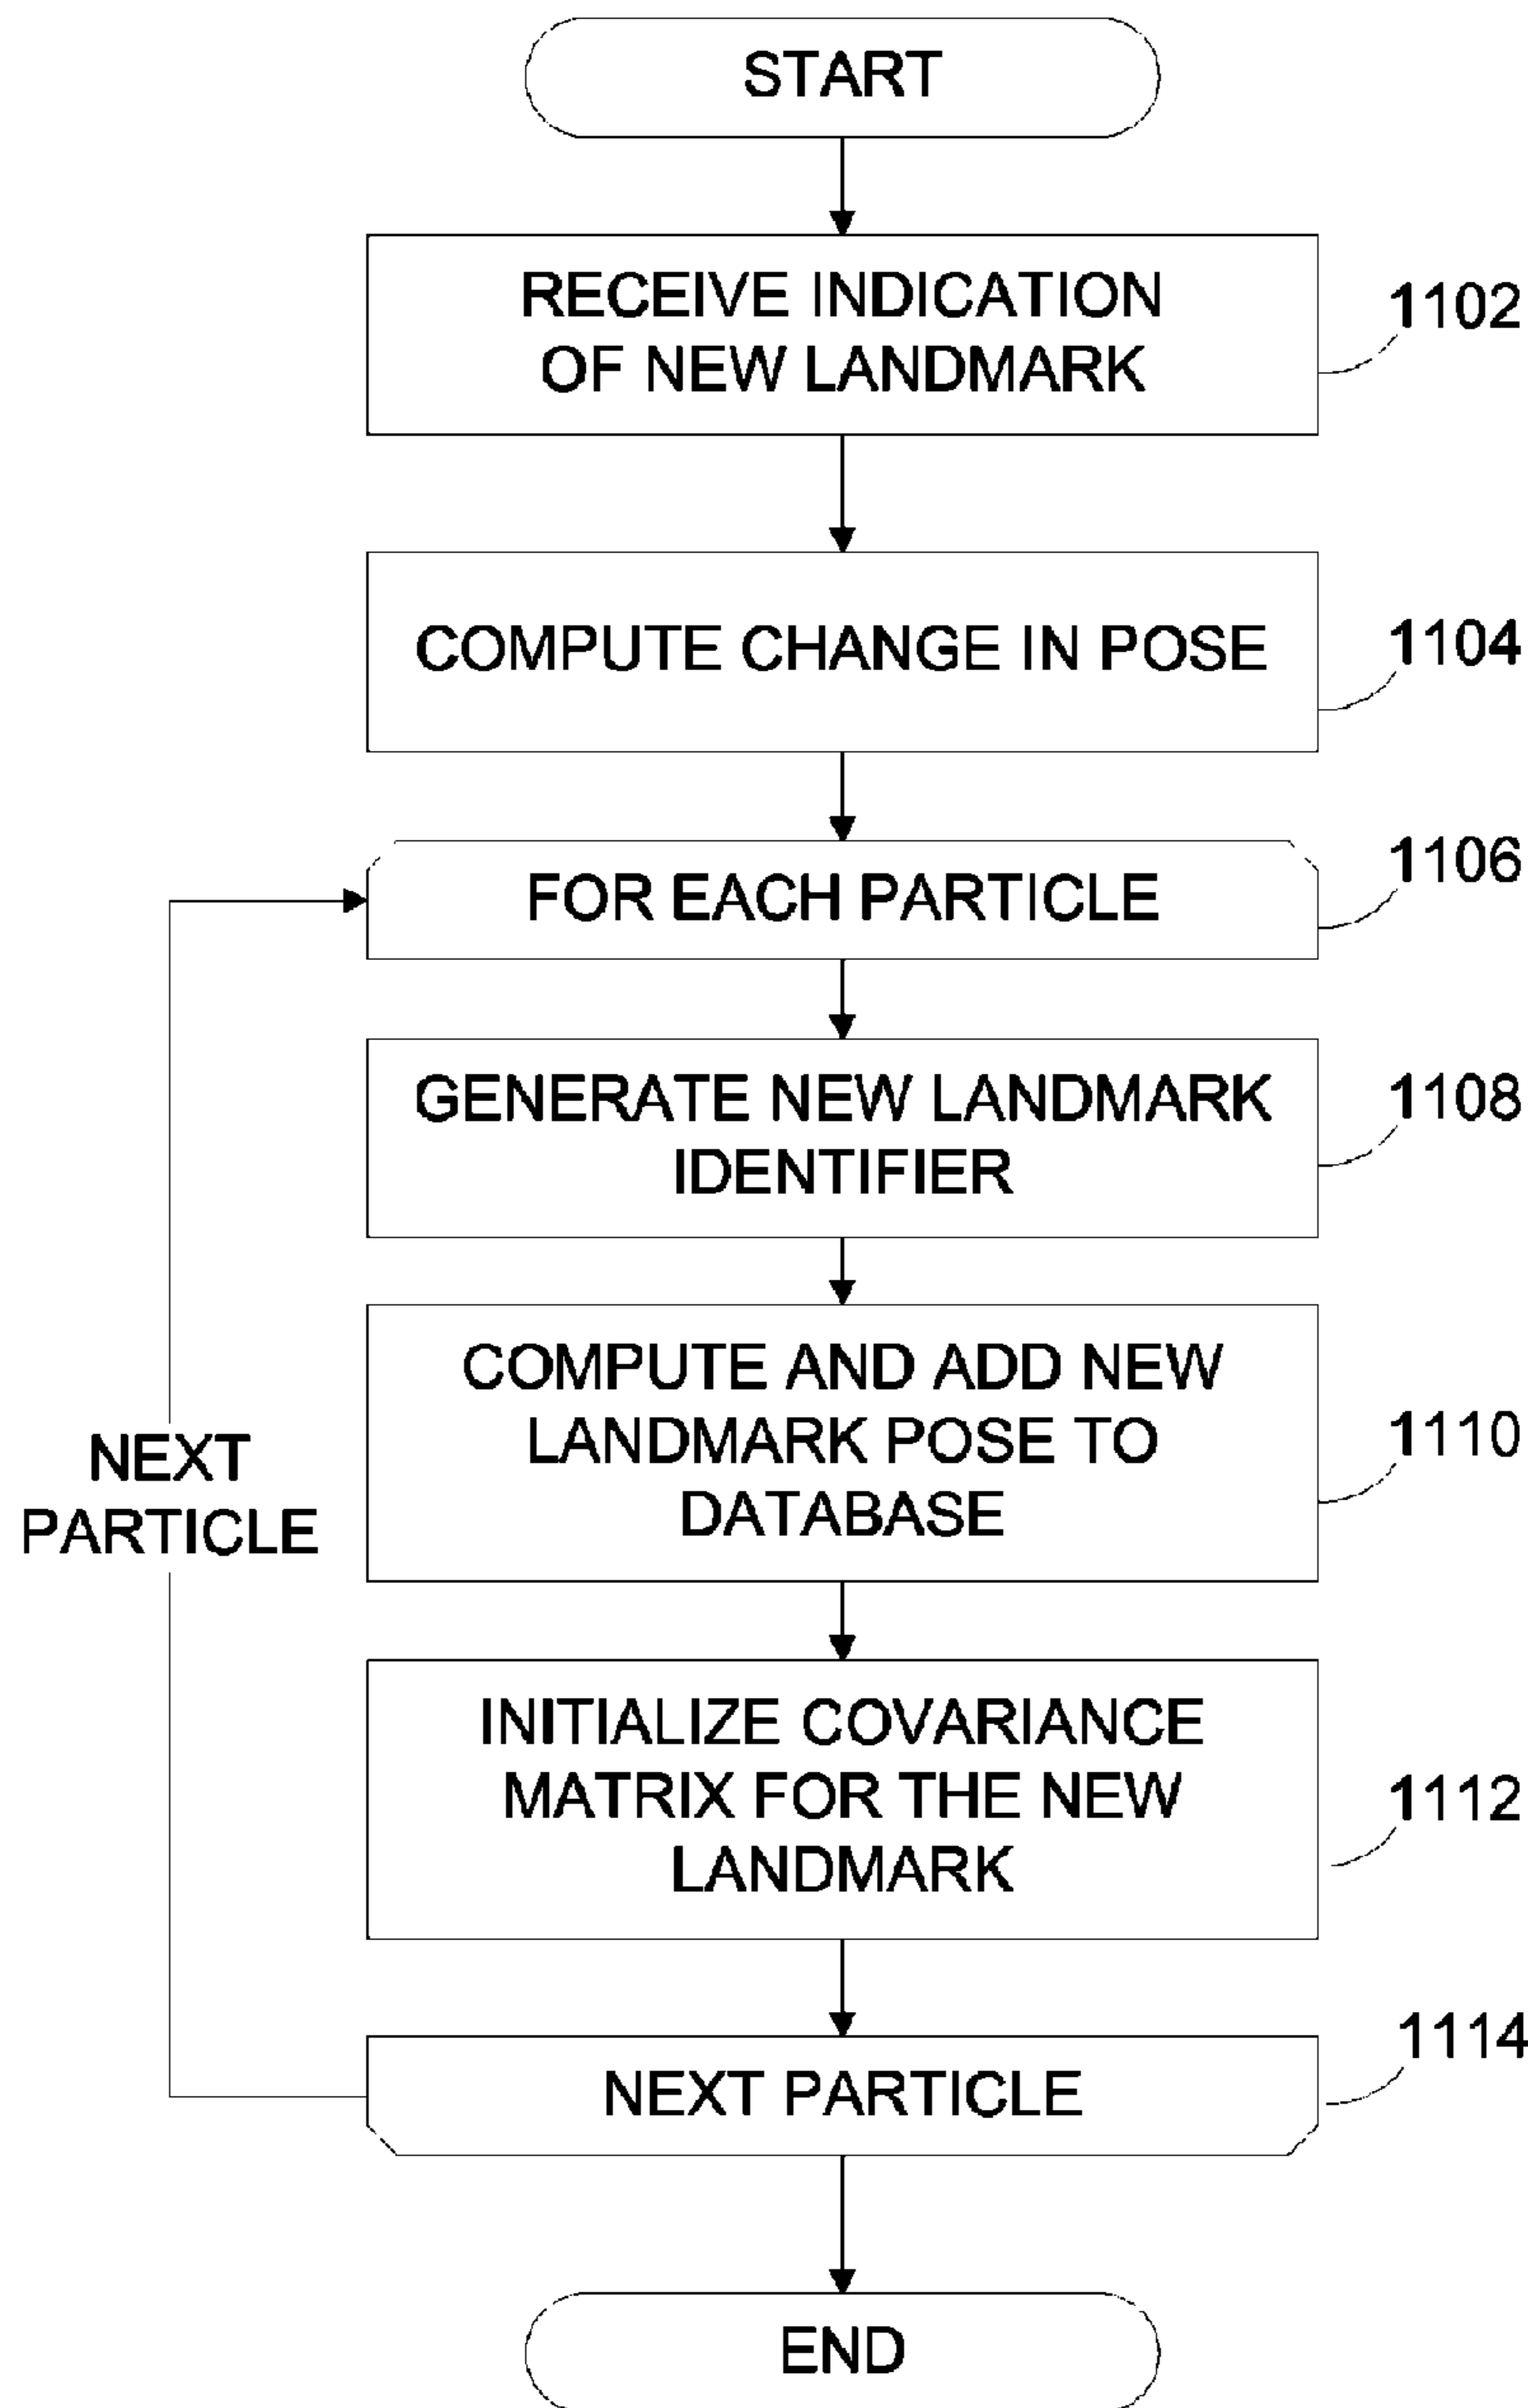 START
RECEIVE INDICATION
OF NEW LANDMARK
1102
COMPUTE CHANGE IN POSE
1104
FOR EACH PARTICLE
1106
GENERATE NEW LANDMARK
IDENTIFIER
1108
COMPUTE AND ADD NEW
LANDMARK POSE TO
DATABASE
1110
NEXT
PARTICLE
INITIALIZE COVARIANCE
MATRIX FOR THE NEW
LANDMARK
1112
NEXT PARTICLE
1114
END